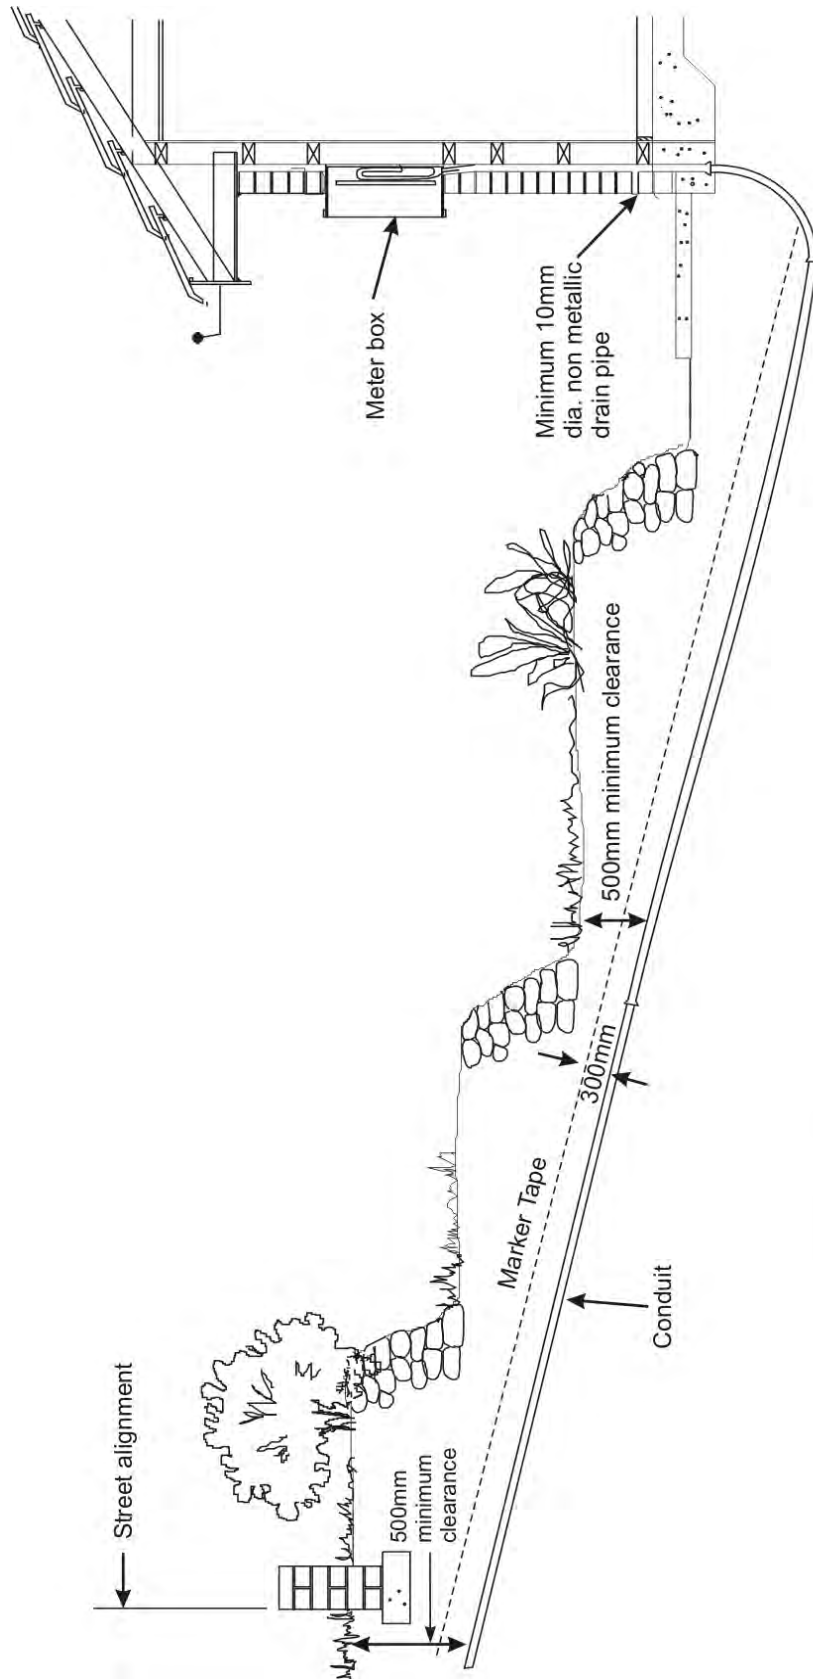 Street alignment
500mm
minimum
clearance
Marker Tape
Conduit
300mm
500mm minimum clearance
Meter box
Minimum 10mm
dia. non metallic
drain pipe